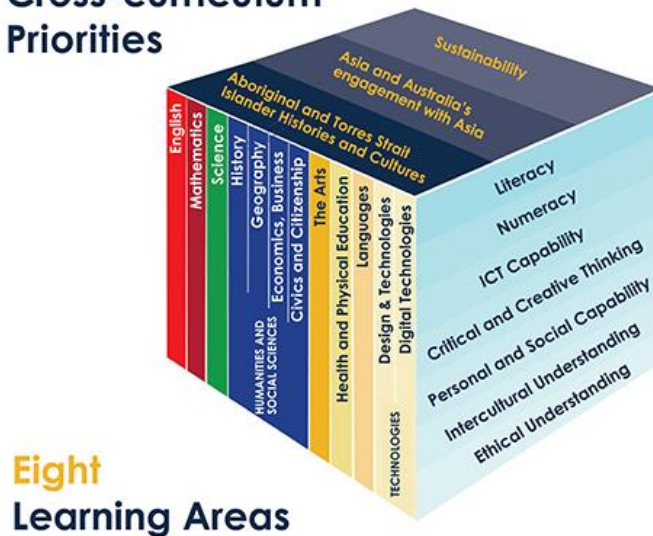 Cross-curriculum
Priorities
Sustainability
Asia and Australia's
engagement with Asia
Aboriginal and Torres Strait
Islander Histories and Cultures
English
Mathematics
Science
History
Geography
Economics, Business
Civics and Citizenship
HUMANITIES AND
SOCIAL SCIENCES
The Arts
Health and Physical Education
Languages
Design & Technologies
Digital Technologies
TECHNOLOGIES
Literacy
Numeracy
ICT Capability
Critical and Creative Thinking
Personal and Social Capability
Intercultural Understanding
Ethical Understanding
Eight
Learning Areas